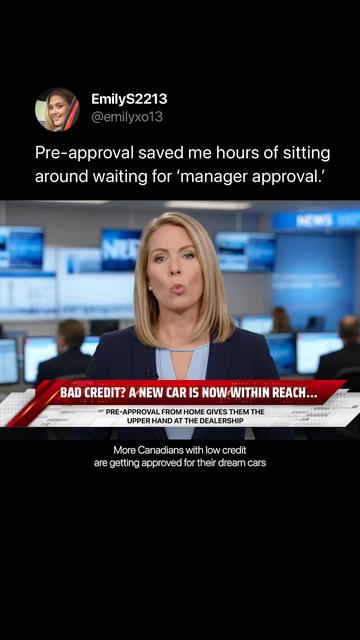 EmilyS2213
@emilyxo13
Pre-approval saved me hours of sitting
around waiting for ‘manager approval.’
NEWS
BAD CREDIT? A NEW CAR IS NOW WITHIN REACH...
PRE-APPROVAL FROM HOME GIVES THEM THE
UPPER HAND AT THE DEALERSHIP
More Canadians with low credit
are getting approved for their dream cars